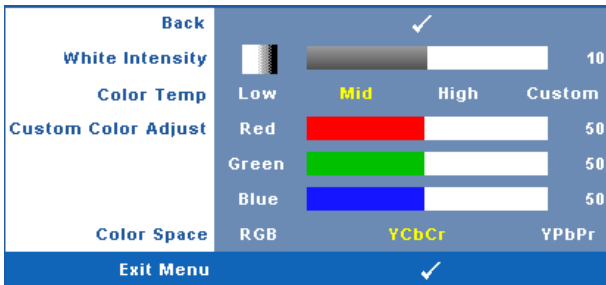 Back
White Intensity 10
Color Temp Low Mid High Custom
Custom Color Adjust Red 50
Green 50
Blue 50
Color Space RGB YCbCr YPbPr
Exit Menu